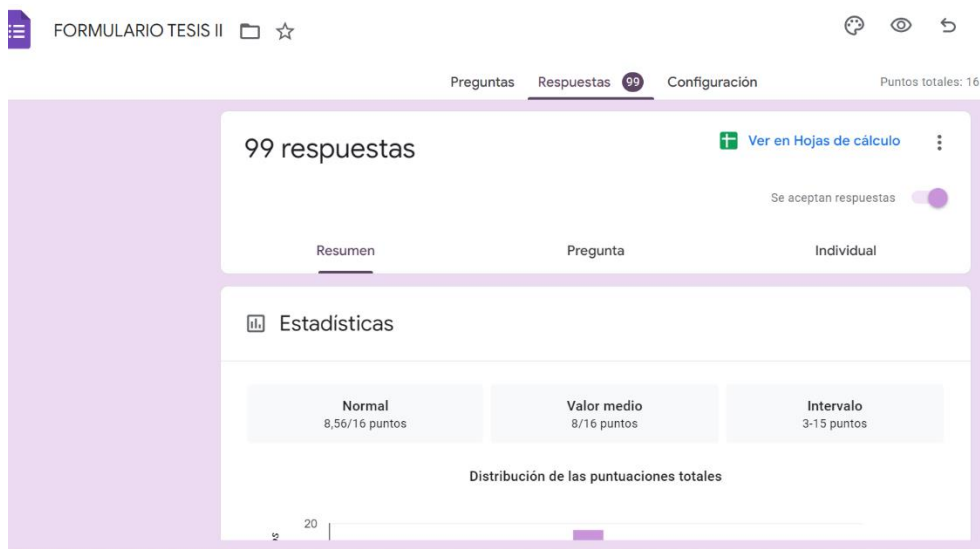 FORMULARIO TESIS II
Preguntas Respuestas 99 Configuración Puntos totales: 16
99 respuestas Ver en Hojas de cálculo
Se aceptan respuestas
Resumen Pregunta Individual
Estadísticas
Normal Valor medio Intervalo
8,56/16 puntos 8/16 puntos 3-15 puntos
Distribución de las puntuaciones totales
20